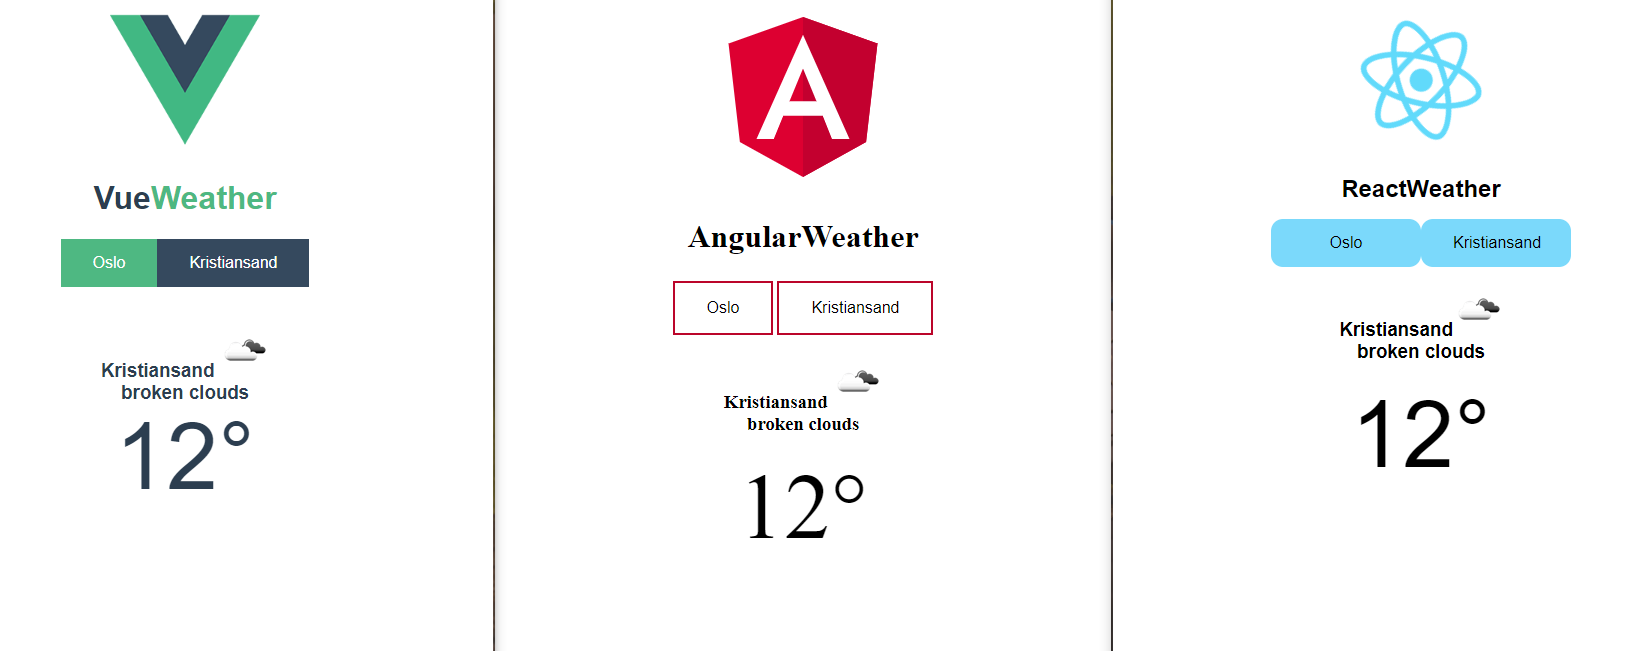 VueWeather
Oslo Kristiansand
Kristiansand
broken clouds
12°
A
AngularWeather
Oslo Kristiansand
Kristiansand
broken clouds
12°
ReactWeather
Oslo Kristiansand
Kristiansand
broken clouds
12°